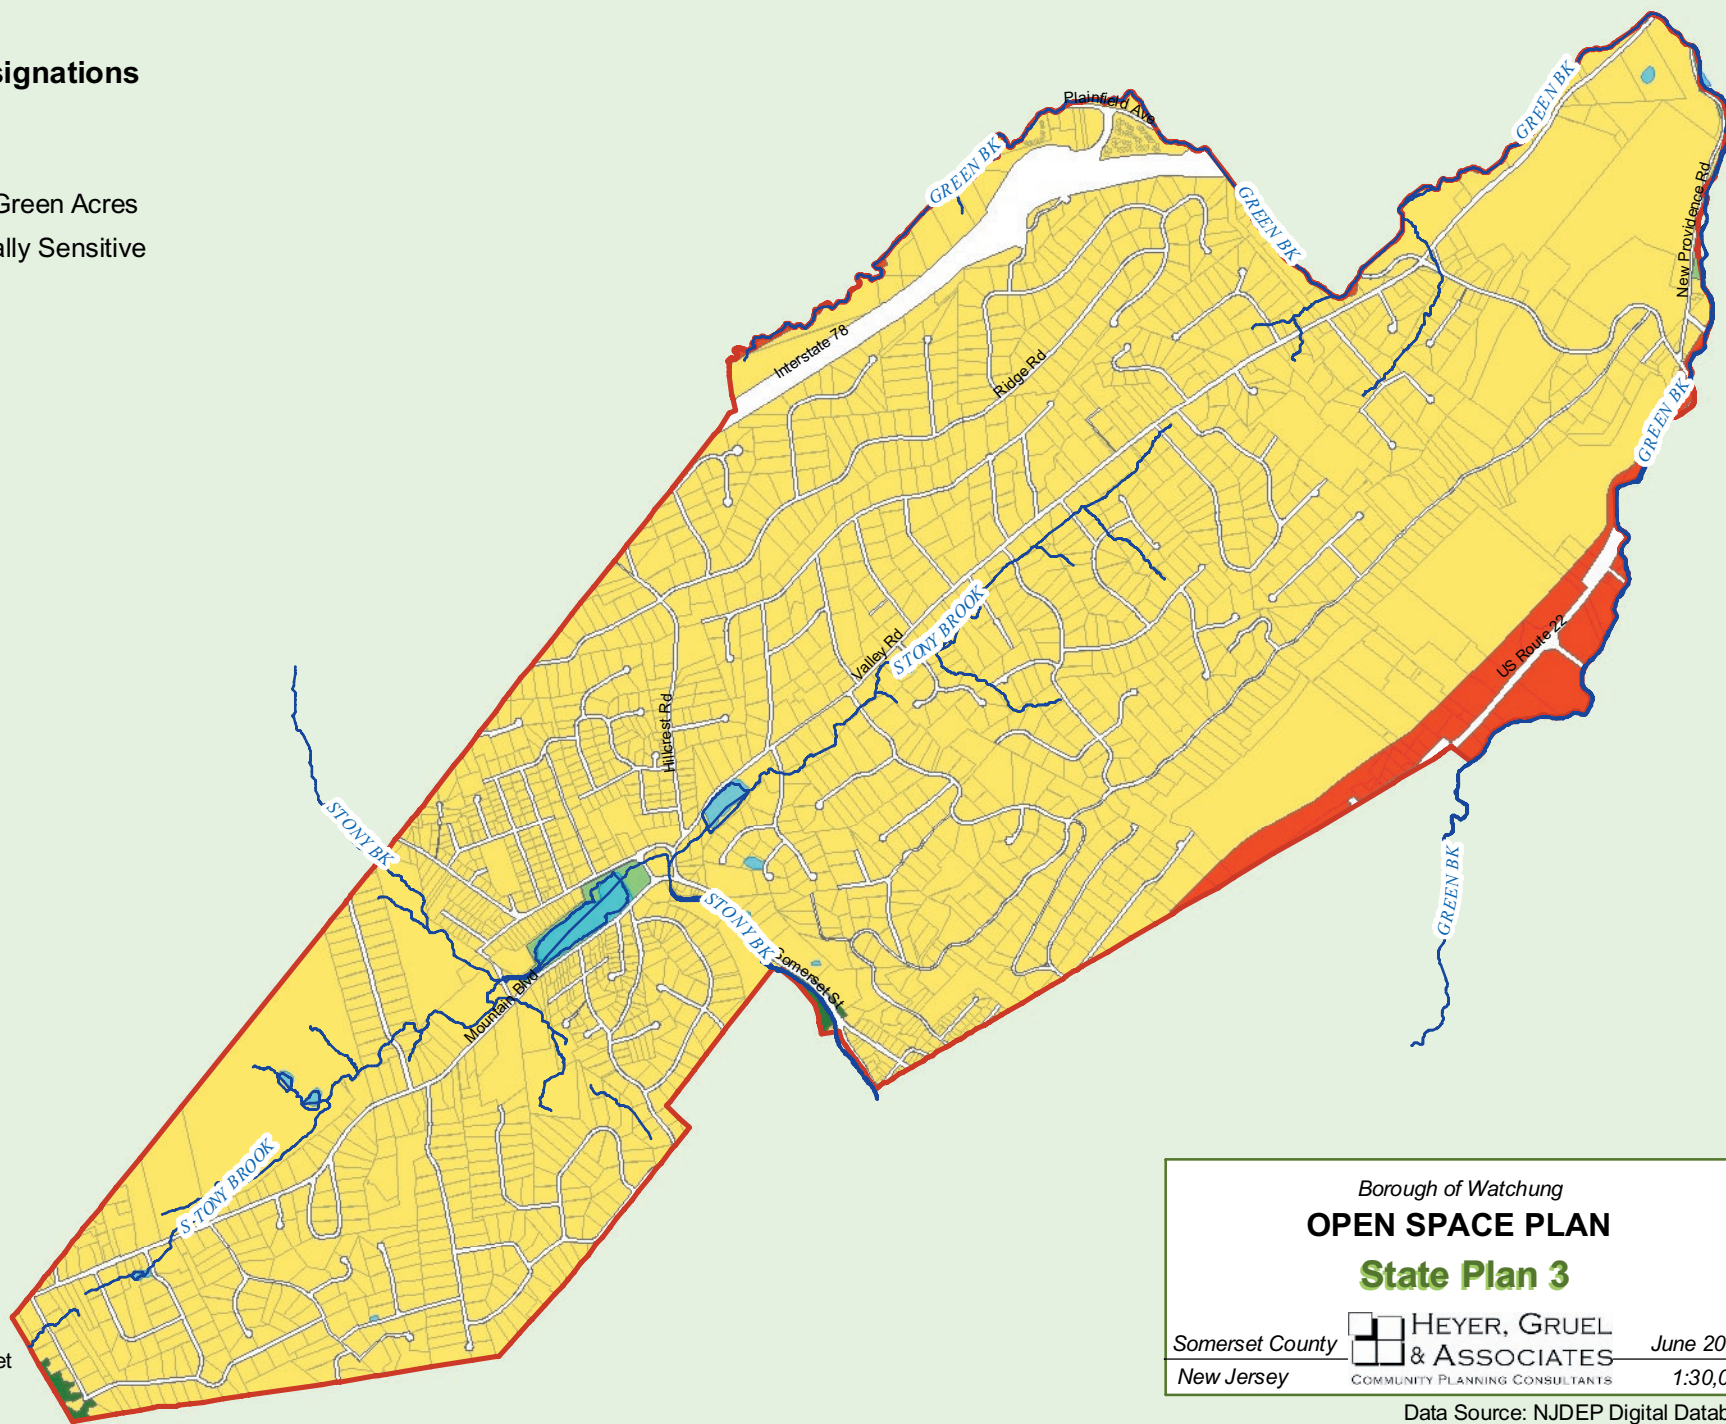 signations
Green Acres
ally Sensitive
Plainfield Ave
GREEN BK
GREEN BK
GREEN BK
New Providence Rd
Interstate 78
Ridge Rd
GREEN BK
STONY BROOK
Valley Rd
US Route 22
Hillcrest Rd
STONY BK
GREEN BK
STONY BK
Somerset St
Mountain Blvd
STONY BROOK
et
Borough of Watchung
OPEN SPACE PLAN
State Plan 3
Somerset County
HEYER, GRUEL
& ASSOCIATES
COMMUNITY PLANNING CONSULTANTS
June 20
New Jersey
1:30,0
Data Source: NJDEP Digital Datab